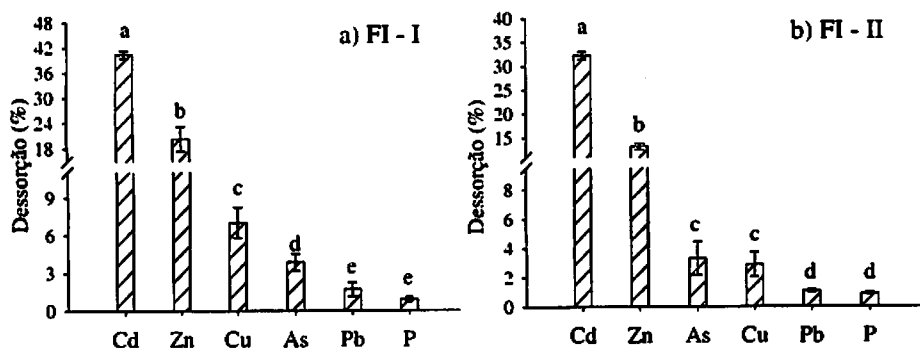 a) FI - I
Dessorção (%)
48
42
36
30
24
18
9
6
3
0
a
b
c
d
e
e
Cd Zn Cu As Pb P
b) FI - II
Dessorção (%)
40
35
30
25
20
15
8
6
4
2
0
a
b
c
c
d
d
Cd Zn As Cu Pb P